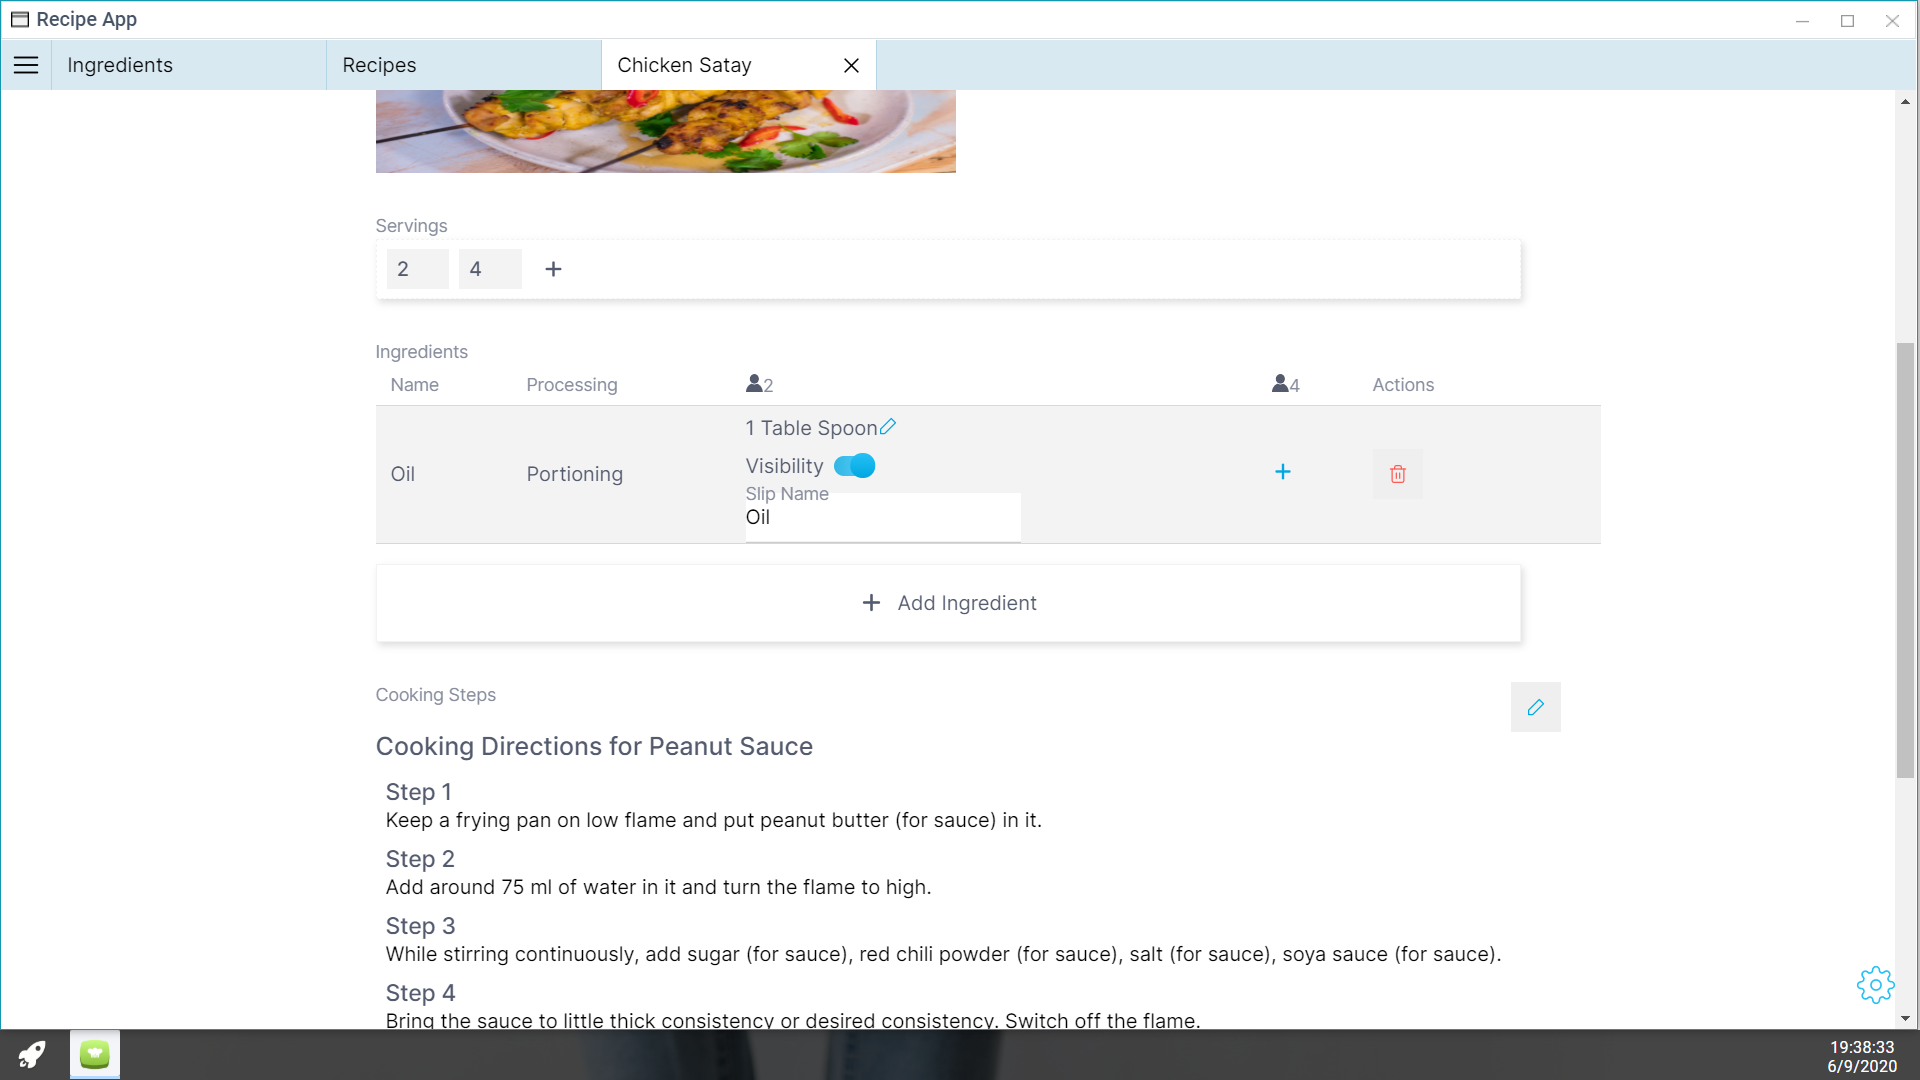 Recipe App
Ingredients
Recipes
Chicken Satay
Servings
2
4
Ingredients
Name
Processing
2
4
Actions
Oil
Portioning
1 Table Spoon
Visibility
Slip Name
Oil
Add Ingredient
Cooking Steps
Cooking Directions for Peanut Sauce
Step 1
Keep a frying pan on low flame and put peanut butter (for sauce) in it.
Step 2
Add around 75 ml of water in it and turn the flame to high.
Step 3
While stirring continuously, add sugar (for sauce), red chili powder (for sauce), salt (for sauce), soya sauce (for sauce).
Step 4
Bring the sauce to little thick consistency or desired consistency. Switch off the flame.
19:38:33
6/9/2020